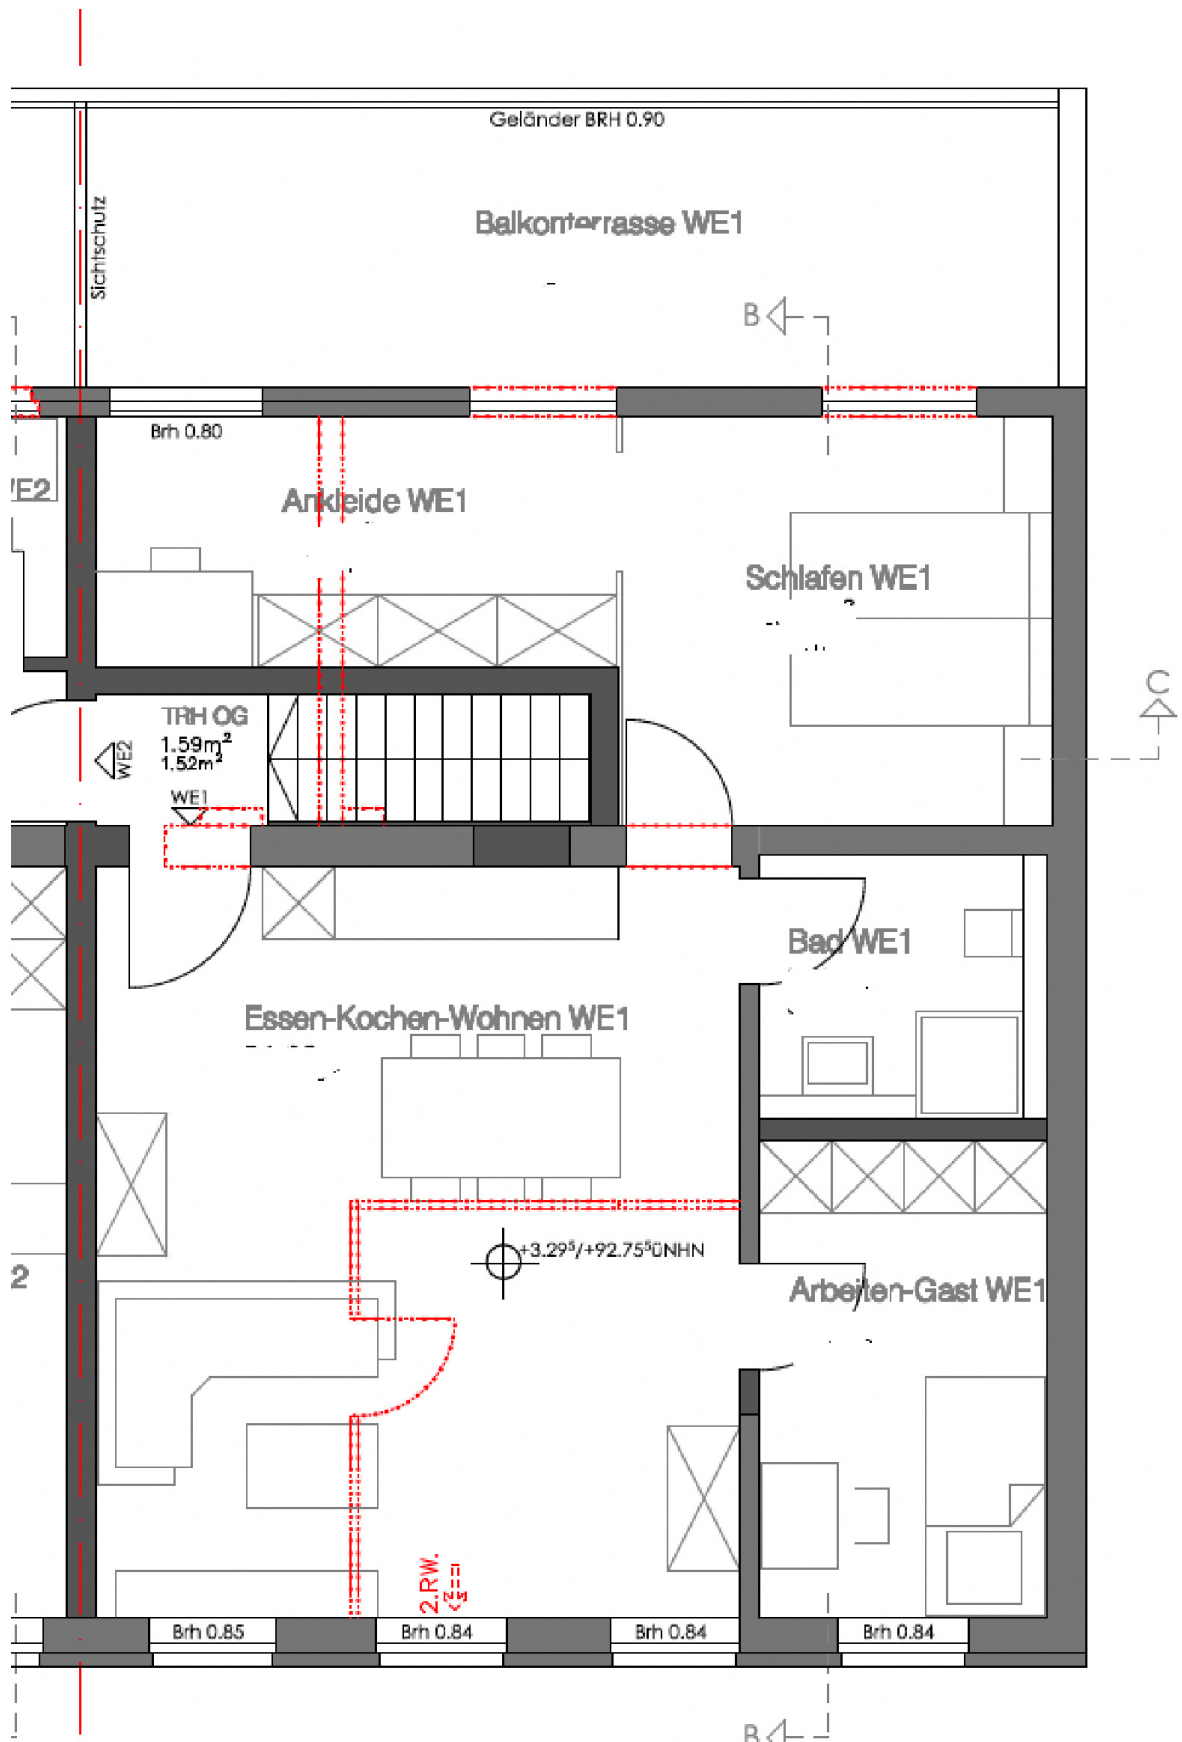 Geländer BRH 0.90
Sichtschutz
Balkonterrasse WE1
B
Brh 0.80
WE2
Ankleide WE1
Schlafen WE1
C
TRH OG
1.59m²
1.52m²
WE2
WE1
Bad WE1
Essen-Kochen-Wohnen WE1
+3.29⁵/+92.75⁵ÜNHN
2
Arbeiten-Gast WE1
2.RW.
Brh 0.85
Brh 0.84
Brh 0.84
Brh 0.84
B